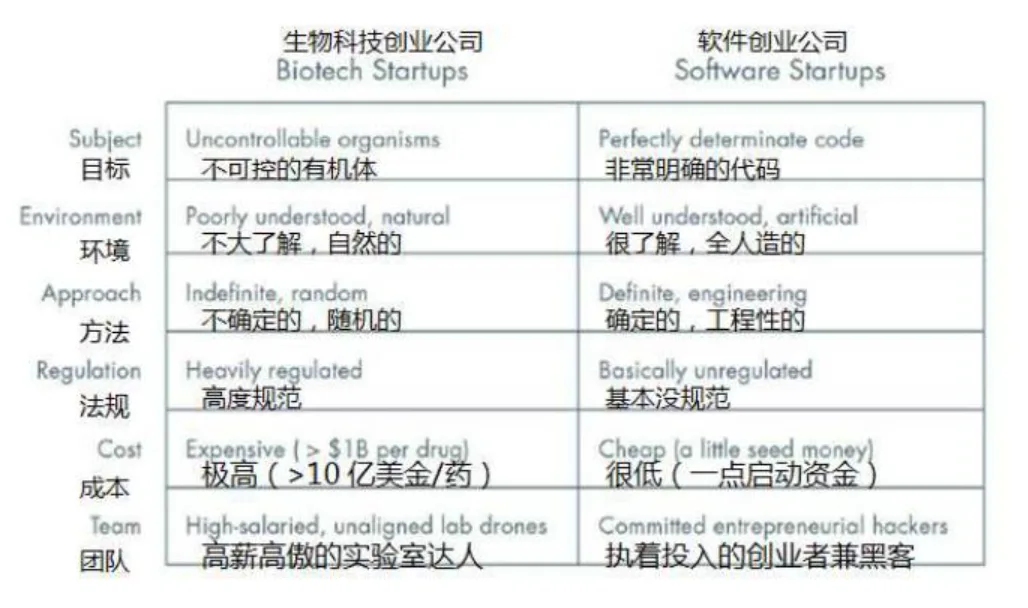 生物科技创业公司 软件创业公司
Biotech Startups Software Startups
Subject Uncontrollable organisms Perfectly determinate code
目标 不可控的有机体 非常明确的代码
Environment Poorly understood, natural Well understood, artificial
环境 不大了解，自然的 很了解，全人造的
Approach Indefinite, random Definite, engineering
方法 不确定的，随机的 确定的，工程性的
Regulation Heavily regulated Basically unregulated
法规 高度规范 基本没规范
Cost Expensive ( > $1B per drug) Cheap (a little seed money)
成本 极高（>10 亿美金/药） 很低（一点启动资金）
Team High-salaried, unaligned lab drones Committed entrepreneurial hackers
团队 高薪高傲的实验室达人 执着投入的创业者兼黑客